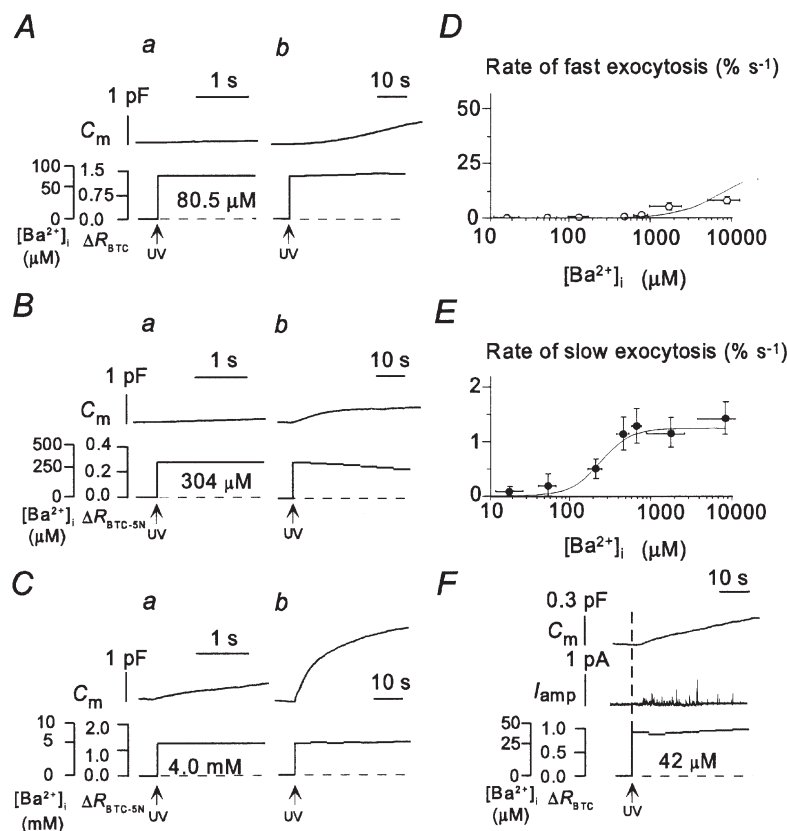 A
a
b
1 s
10 s
1 pF
Cm
100
50
0
1.5
0.75
0.0
80.5 µM
[Ba²⁺]i ΔR_BTC
(µM)
UV
UV
B
a
b
1 s
10 s
1 pF
Cm
500
250
0
0.4
0.2
0.0
304 µM
[Ba²⁺]i ΔR_BTC-5N
(µM)
UV
UV
C
a
b
1 s
1 pF
Cm
10 s
10
5
0
2.0
1.0
0.0
4.0 mM
[Ba²⁺]i ΔR_BTC-5N
(mM)
UV
UV
D
Rate of fast exocytosis (% s⁻¹)
50
25
0
10 100 1000 10000
[Ba²⁺]i (µM)
E
Rate of slow exocytosis (% s⁻¹)
2
1
0
10 100 1000 10000
[Ba²⁺]i (µM)
F
10 s
0.3 pF
Cm
1 pA
Iamp
50
25
0
1.0
0.5
0.0
42 µM
[Ba²⁺]i ΔR_BTC
(µM)
UV